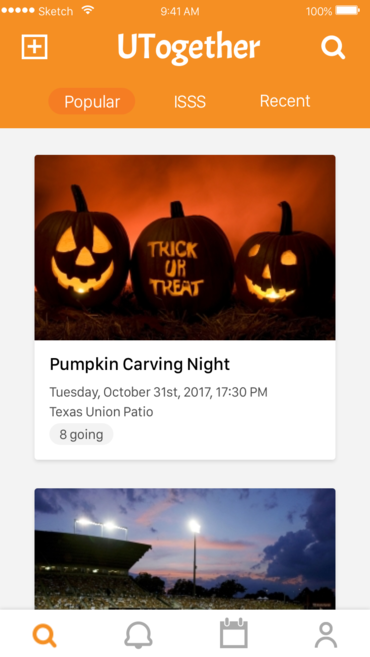 Sketch 9:41 AM 100%
UTogether
Popular ISSS Recent
TRICK
OR
TREAT
Pumpkin Carving Night
Tuesday, October 31st, 2017, 17:30 PM
Texas Union Patio
8 going